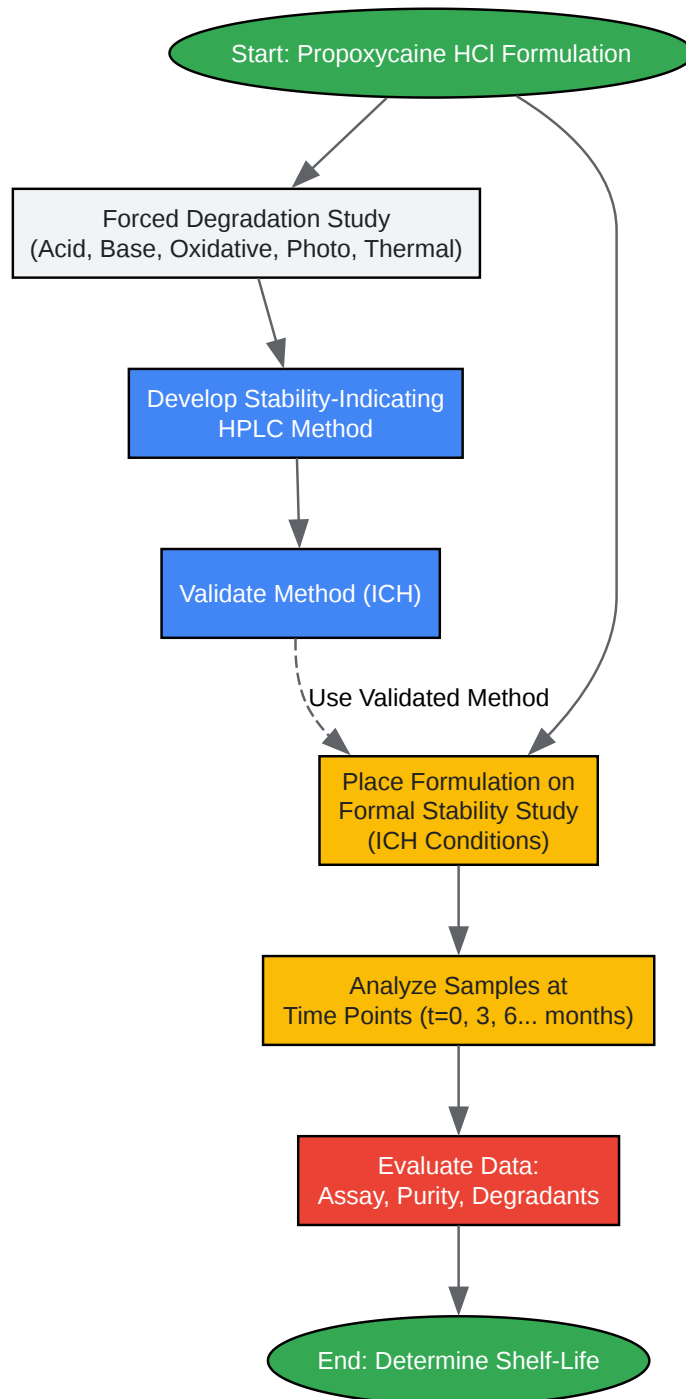 Start: Propoxycaine HCl Formulation
Forced Degradation Study
(Acid, Base, Oxidative, Photo, Thermal)
Develop Stability-Indicating
HPLC Method
Validate Method (ICH)
Use Validated Method
Place Formulation on
Formal Stability Study
(ICH Conditions)
Analyze Samples at
Time Points (t=0, 3, 6... months)
Evaluate Data:
Assay, Purity, Degradants
End: Determine Shelf-Life